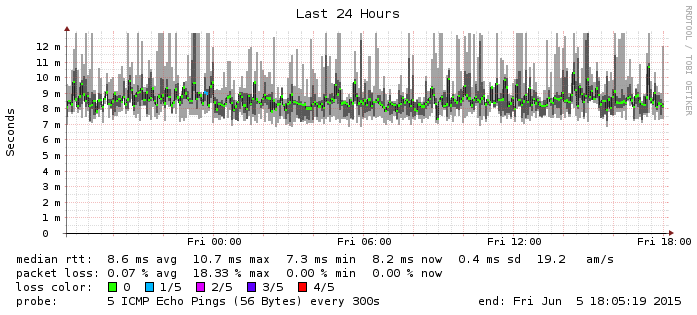 Last 24 Hours
RRDTOOL / TOBI OETIKER
Seconds
12 m
11 m
10 m
9 m
8 m
7 m
6 m
5 m
4 m
3 m
2 m
1 m
0
Fri 00:00 Fri 06:00 Fri 12:00 Fri 18:00
median rtt: 8.6 ms avg 10.7 ms max 7.3 ms min 8.2 ms now 0.4 ms sd 19.2 am/s
packet loss: 0.07 % avg 18.33 % max 0.00 % min 0.00 % now
loss color: 0 1/5 2/5 3/5 4/5
probe: 5 ICMP Echo Pings (56 Bytes) every 300s end: Fri Jun 5 18:05:19 2015